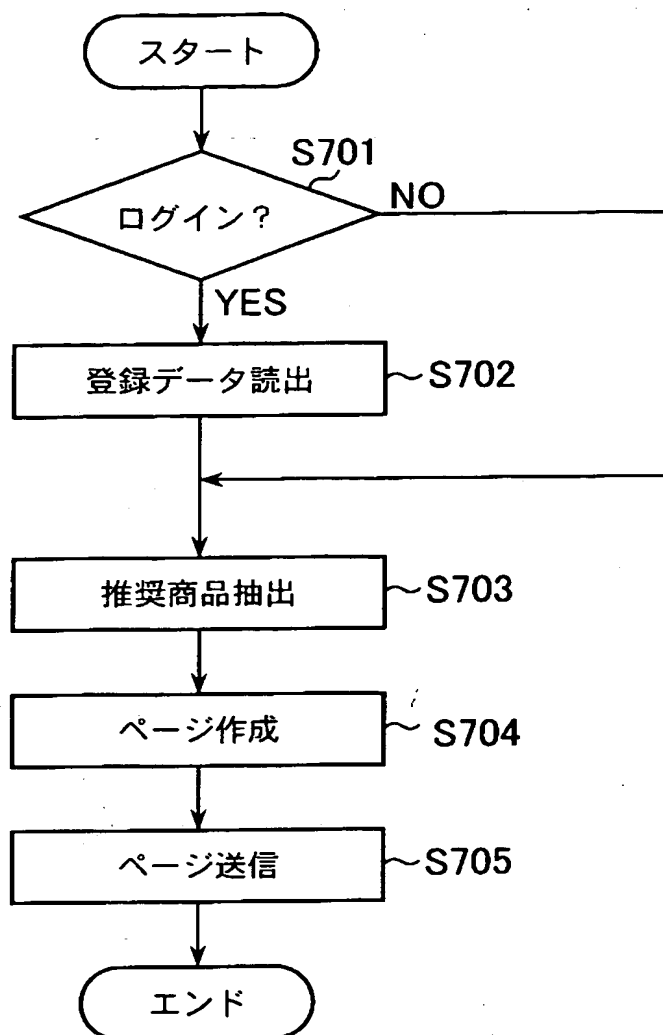 スタート
S701
ログイン?
NO
YES
登録データ読出
S702
推奨商品抽出
S703
ページ作成
S704
ページ送信
S705
エンド